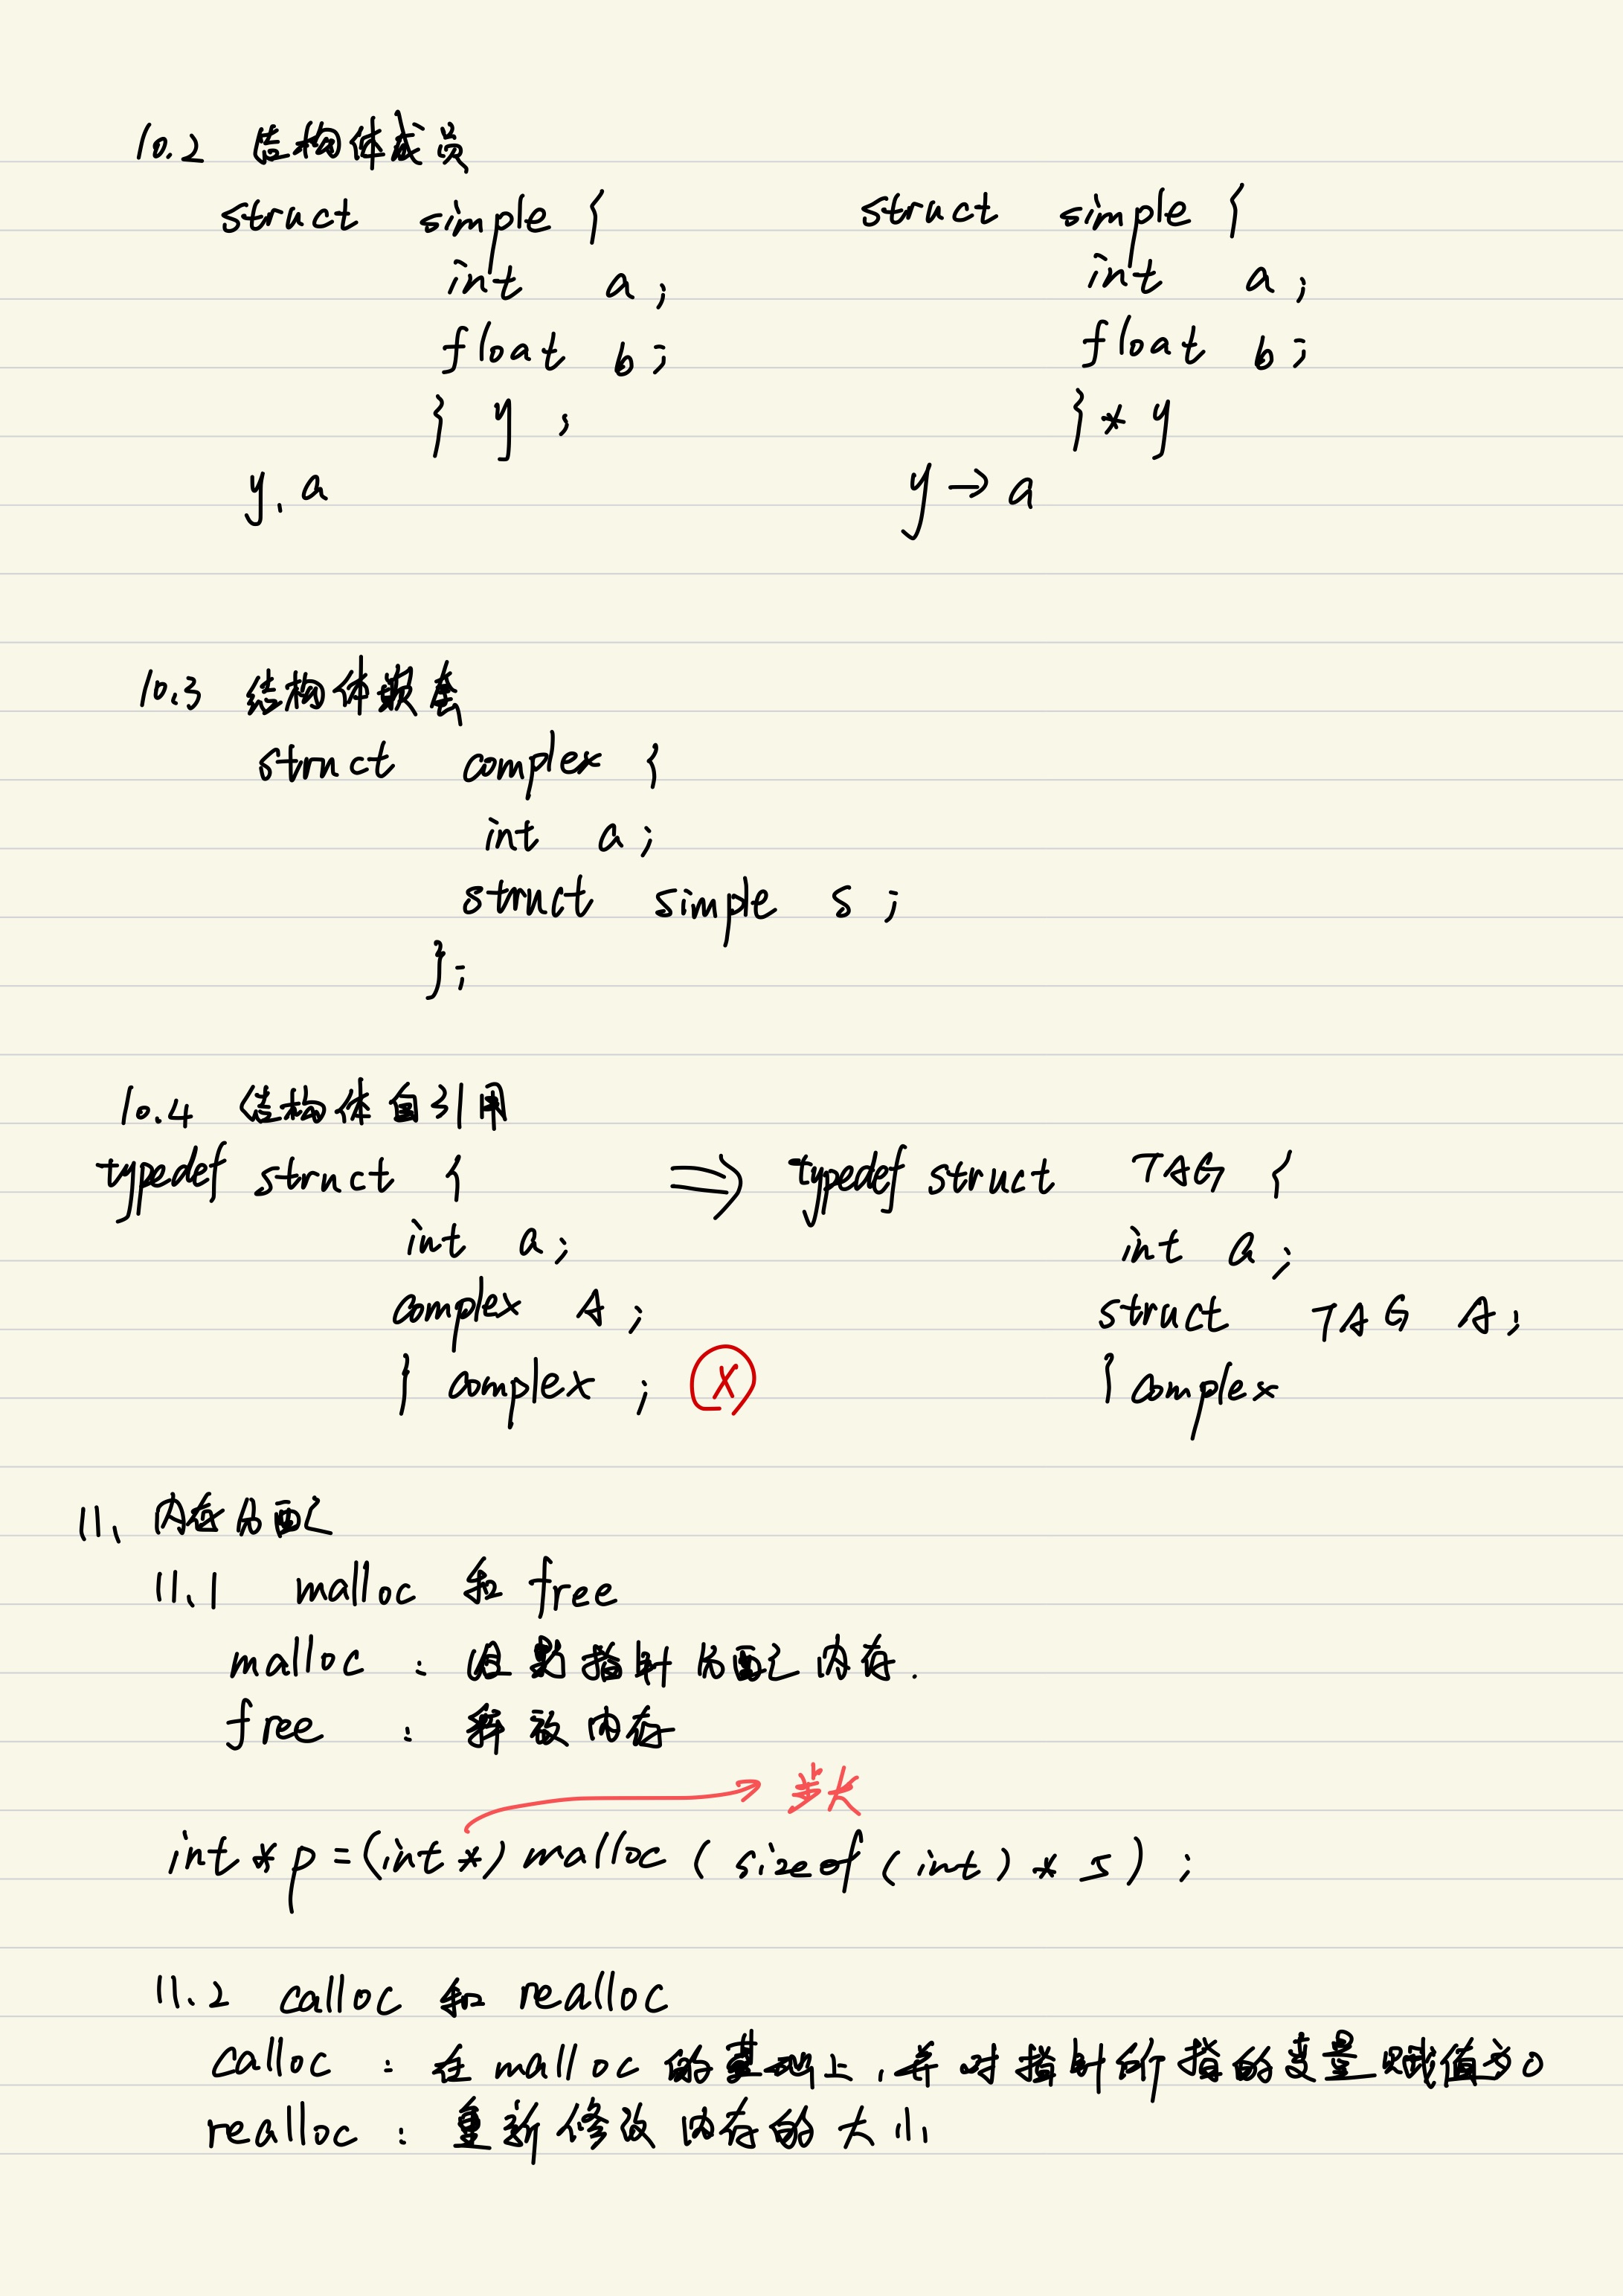 10.2 结构体成员
struct simple {
int a;
float b;
} y ;
y.a
struct simple {
int a;
float b;
} * y
y → a
10.3 结构体嵌套
struct complex {
int a;
struct simple s ;
};
10.4 结构体自引用
typedef struct {
int a;
complex A ;
} complex ; X
⇒ typedef struct TAG {
int a;
struct TAG A;
} complex
11、内存分配
11.1 malloc 和 free
malloc : 指针分配内存.
free : 释放内存
步长
int * p = (int *) malloc ( sizeof ( int ) * 5 ) ;
11.2 calloc 和 realloc
calloc : 在 malloc 的基础上,并对指针所指的变量赋值为0
realloc : 重新修改内存的大小